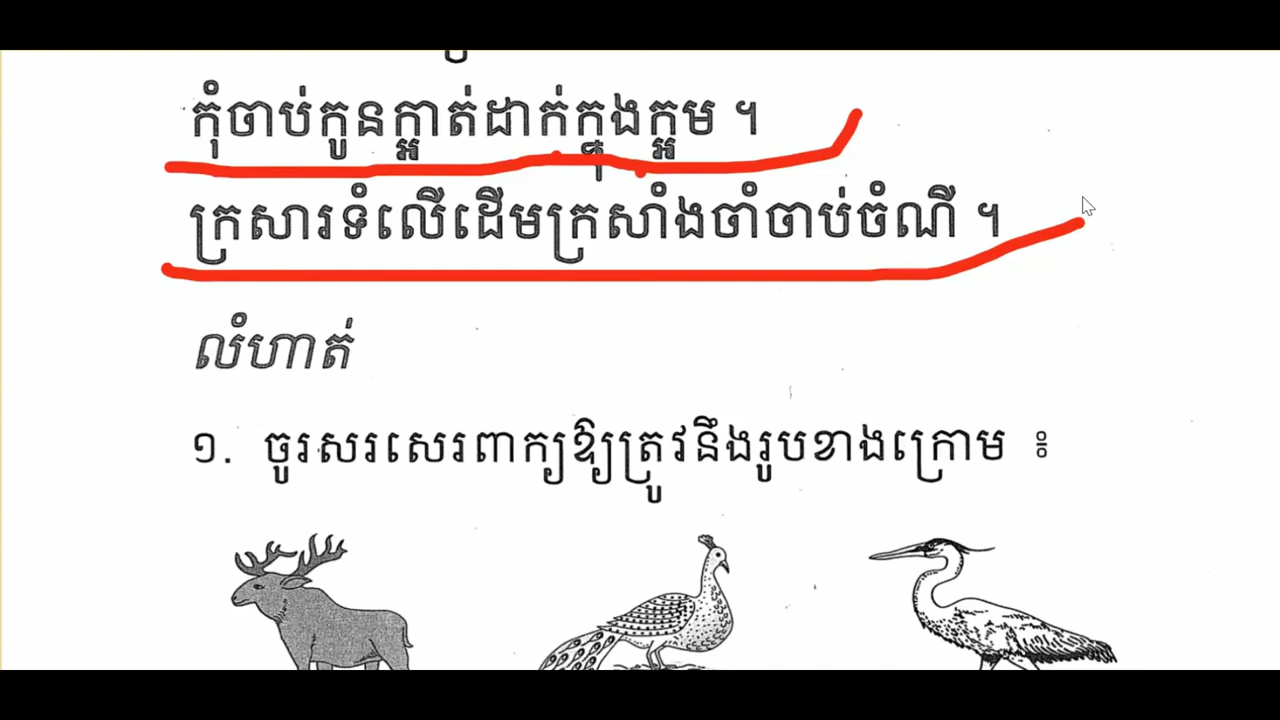 កុំចាប់កូនក្អាត់ដាក់ក្នុងក្អម ។
ក្រសារទំលើដើមក្រសាំងចាំចាប់ចំណី ។
លំហាត់
១. ចូរសរសេរពាក្យឱ្យត្រូវនឹងរូបខាងក្រោម ៖